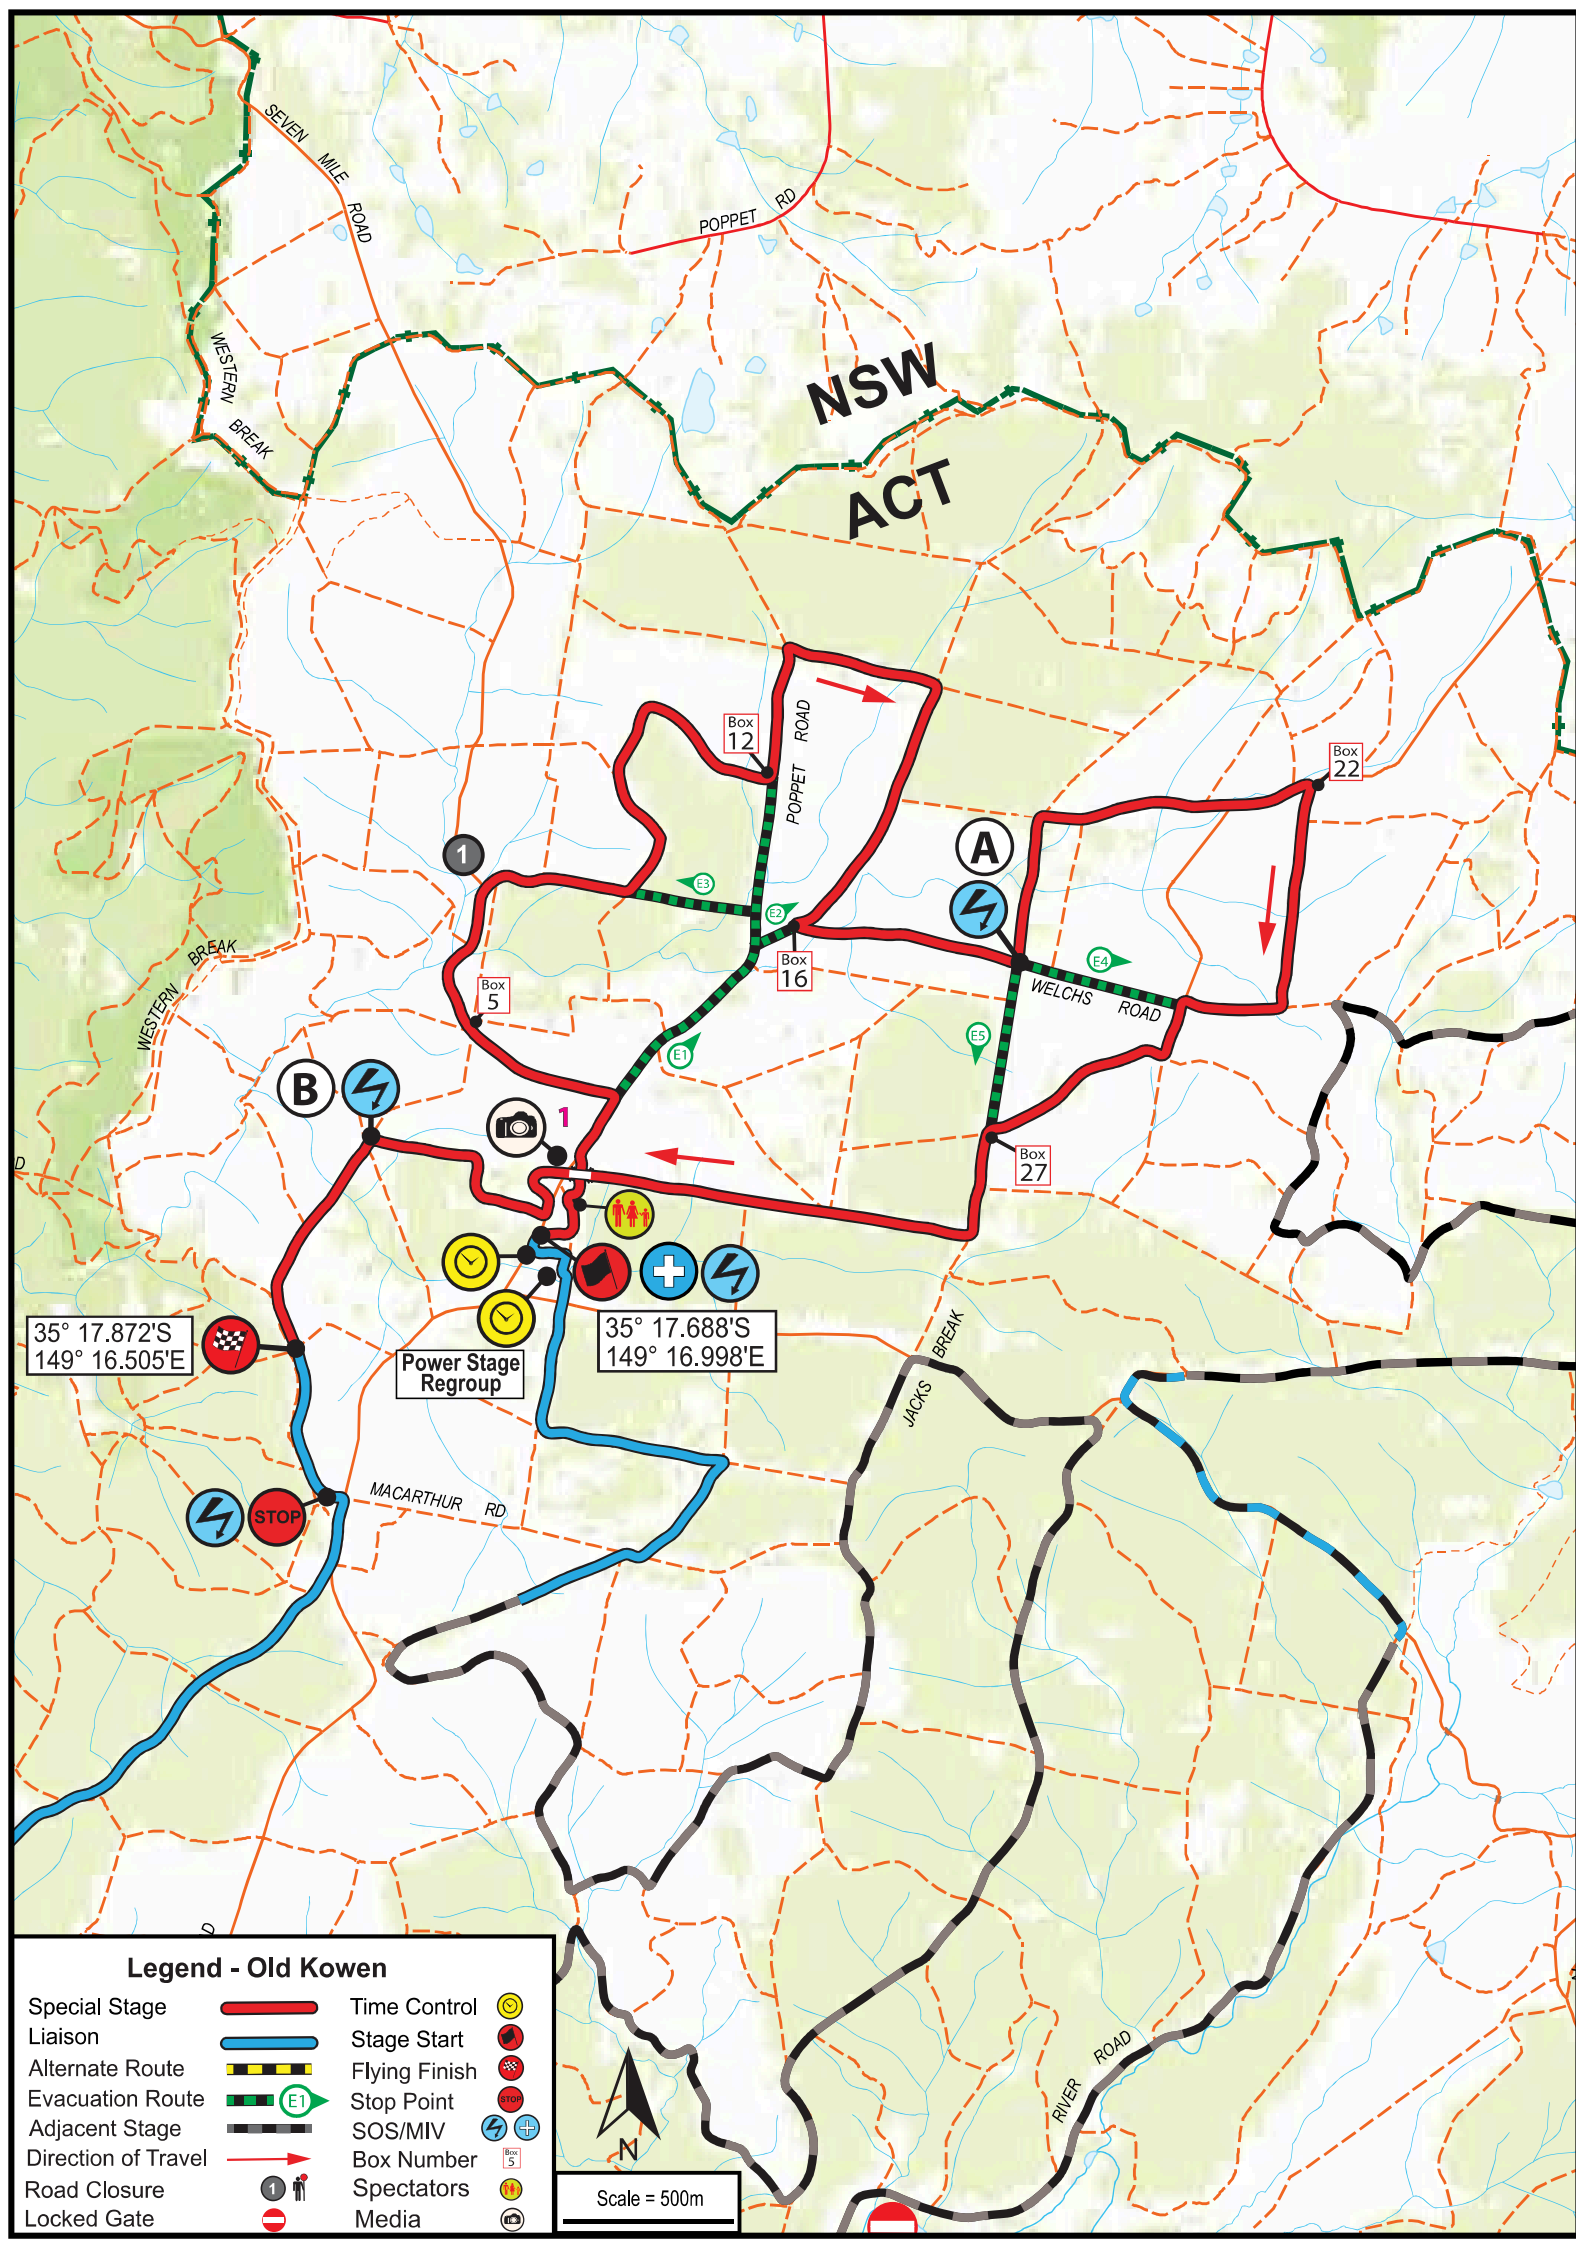 SEVEN
MILE
ROAD
POPPET RD
WESTERN
BREAK
NSW
ACT
Box
12
POPPET ROAD
Box
22
1
A
E3
E2
Box
16
E4
WELCHS ROAD
WESTERN BREAK
Box
5
E1
E5
B
1
Box
27
D
35° 17.872'S
149° 16.505'E
35° 17.688'S
149° 16.998'E
Power Stage
Regroup
JACKS BREAK
STOP
MACARTHUR RD
D
RIVER ROAD
N
Scale = 500m
Legend - Old Kowen
Special Stage
Time Control
Liaison
Stage Start
Alternate Route
Flying Finish
Evacuation Route
E1
Stop Point
STOP
Adjacent Stage
SOS/MIV
Direction of Travel
Box Number
Box
5
Road Closure
1
Spectators
Locked Gate
Media